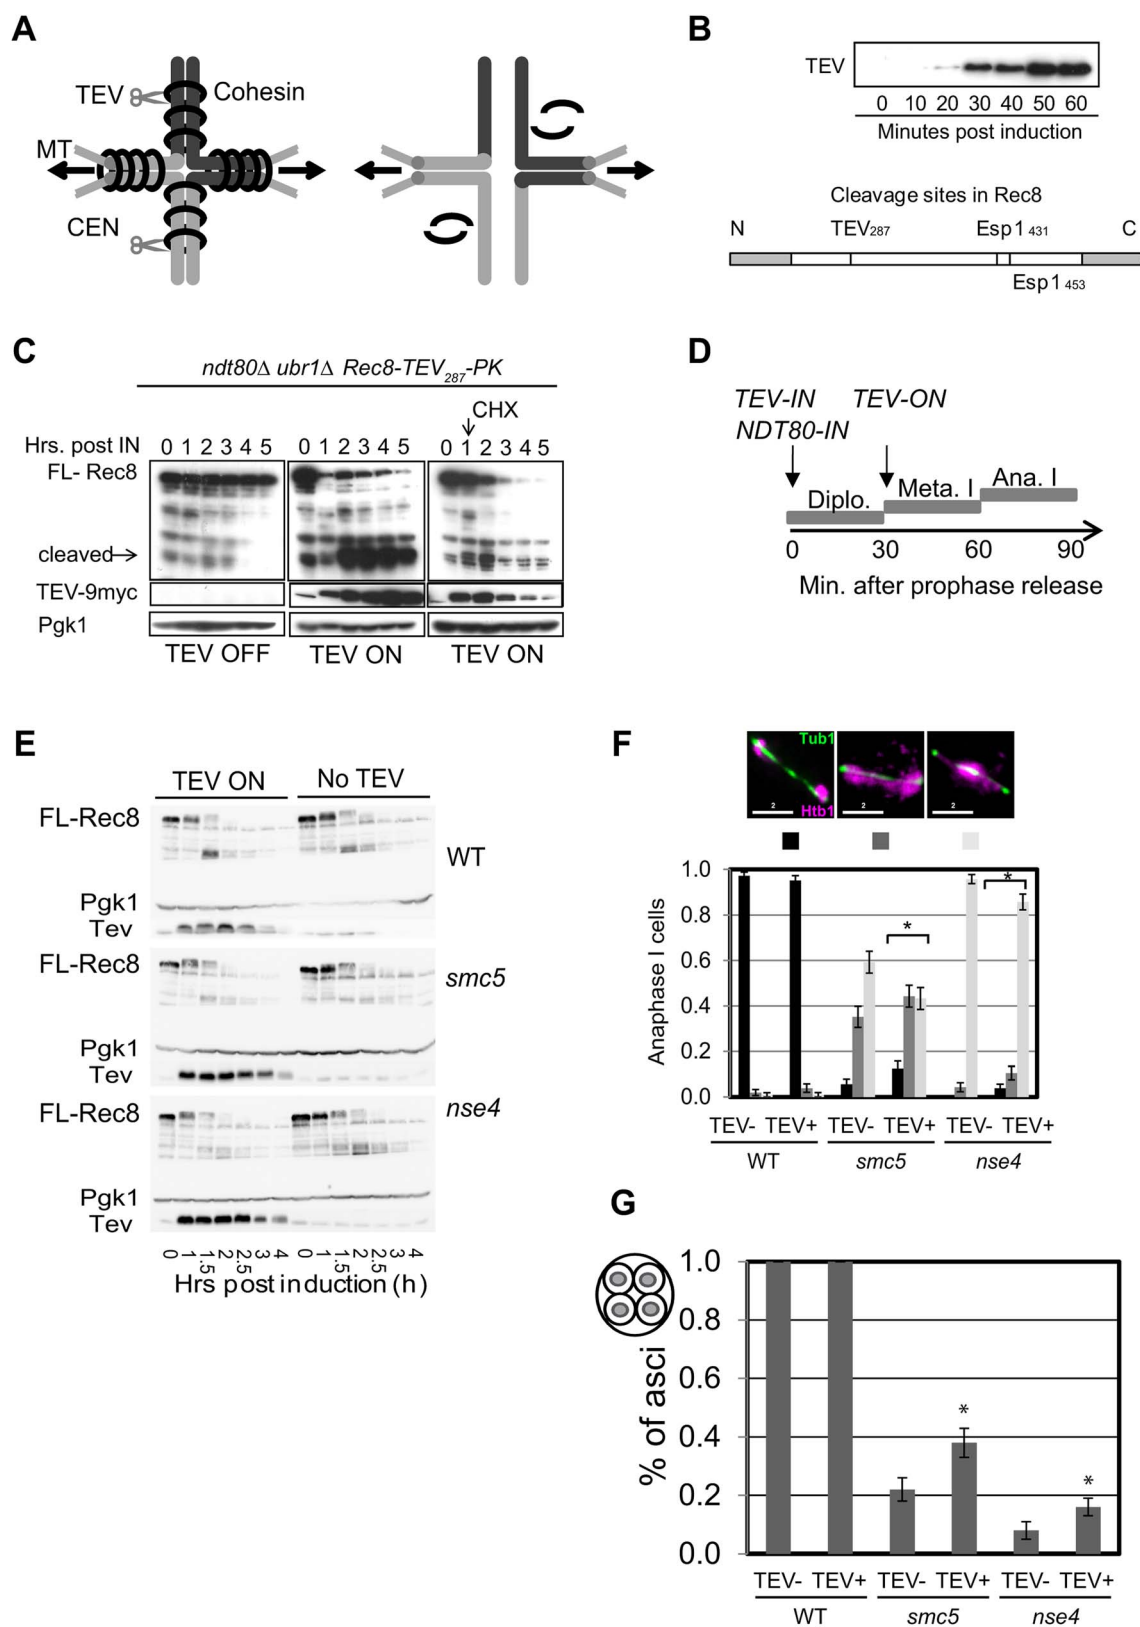 A
TEV
Cohesin
MT
CEN
B
TEV
0 10 20 30 40 50 60
Minutes post induction
Cleavage sites in Rec8
N TEV287 Esp1 431 C
Esp1 453
C
ndt80Δ ubr1Δ Rec8-TEV287-PK
CHX
Hrs. post IN 0 1 2 3 4 5 0 1 2 3 4 5 0 1 2 3 4 5
FL- Rec8
cleaved
TEV-9myc
Pgk1
TEV OFF TEV ON TEV ON
D
TEV-IN TEV-ON
NDT80-IN
Diplo. Meta. I Ana. I
0 30 60 90
Min. after prophase release
E
TEV ON No TEV
FL-Rec8
WT
Pgk1
Tev
FL-Rec8
smc5
Pgk1
Tev
FL-Rec8
nse4
Pgk1
Tev
0 1 1.5 2 2.5 3 4 0 1 1.5 2 2.5 3 4
Hrs post induction (h)
F
Tub1
Htb1
2 2 2
1.0
0.8
0.6
0.4
0.2
0.0
Anaphase I cells
* *
TEV- TEV+ TEV- TEV+ TEV- TEV+
WT smc5 nse4
G
1.0
0.8
0.6
0.4
0.2
0.0
% of asci
* *
TEV- TEV+ TEV- TEV+ TEV- TEV+
WT smc5 nse4